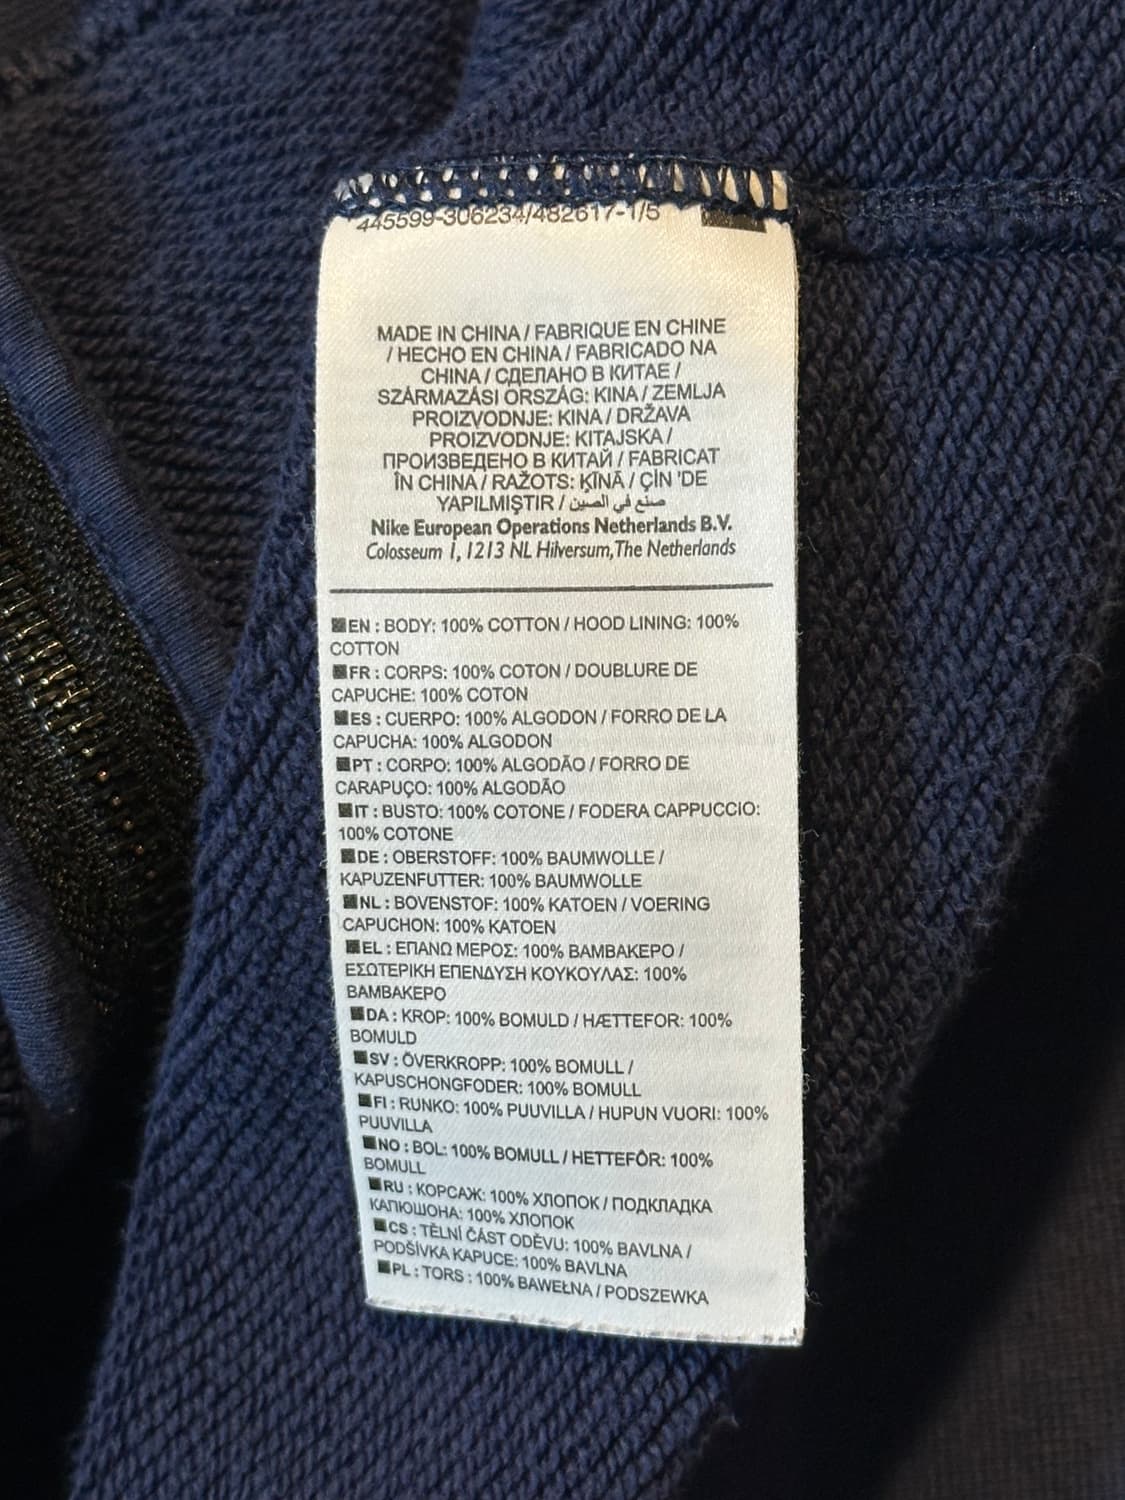 445599-306234/482617-1/5
MADE IN CHINA / FABRIQUE EN CHINE
/ HECHO EN CHINA / FABRICADO NA
CHINA / СДЕЛАНО В КИТАЕ /
SZÁRMAZÁSI ORSZÁG: KINA / ZEMLJA
PROIZVODNJE: KINA / DRŽAVA
PROIZVODNJE: KITAJSKA /
ПРОИЗВЕДЕНО В КИТАЙ / FABRICAT
ÎN CHINA / RAŽOTS: ĶĪNĀ / ÇİN 'DE
YAPILMIŞTIR / صنع في الصين
Nike European Operations Netherlands B.V.
Colosseum 1, 1213 NL Hilversum, The Netherlands
EN : BODY: 100% COTTON / HOOD LINING: 100%
COTTON
FR : CORPS: 100% COTON / DOUBLURE DE
CAPUCHE: 100% COTON
ES : CUERPO: 100% ALGODON / FORRO DE LA
CAPUCHA: 100% ALGODON
PT : CORPO: 100% ALGODÃO / FORRO DE
CARAPUÇO: 100% ALGODÃO
IT : BUSTO: 100% COTONE / FODERA CAPPUCCIO:
100% COTONE
DE : OBERSTOFF: 100% BAUMWOLLE /
KAPUZENFUTTER: 100% BAUMWOLLE
NL : BOVENSTOF: 100% KATOEN / VOERING
CAPUCHON: 100% KATOEN
EL : ΕΠΑΝΩ ΜΕΡΟΣ: 100% ΒΑΜΒΑΚΕΡΟ /
ΕΣΩΤΕΡΙΚΗ ΕΠΕΝΔΥΣΗ ΚΟΥΚΟΥΛΑΣ: 100%
ΒΑΜΒΑΚΕΡΟ
DA : KROP: 100% BOMULD / HÆTTEFOR: 100%
BOMULD
SV : ÖVERKROPP: 100% BOMULL /
KAPUSCHONGFODER: 100% BOMULL
FI : RUNKO: 100% PUUVILLA / HUPUN VUORI: 100%
PUUVILLA
NO : BOL: 100% BOMULL / HETTEFÔR: 100%
BOMULL
RU : КОРСАЖ: 100% ХЛОПОК / ПОДКЛАДКА
КАПЮШОНА: 100% ХЛОПОК
CS : TĚLNÍ ČÁST ODĚVU: 100% BAVLNA /
PODŠÍVKA KAPUCE: 100% BAVLNA
PL : TORS : 100% BAWEŁNA / PODSZEWKA